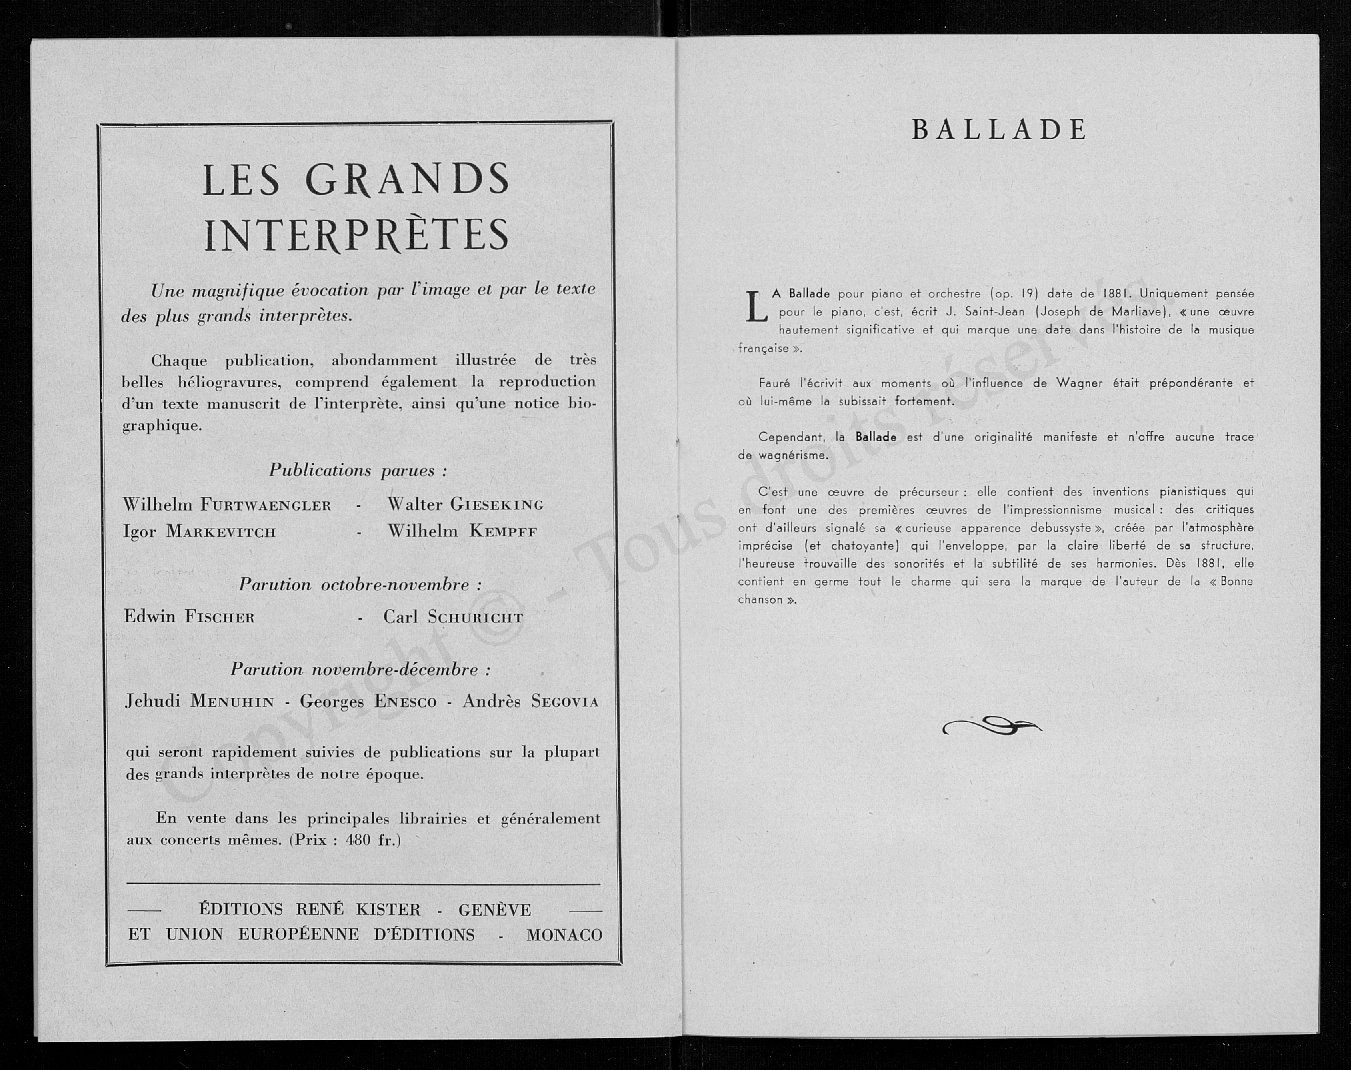 LES GRANDS
INTERPRÈTES
Une magnifique évocation par l'image et par le texte
des plus grands interprètes.
Chaque publication, abondamment illustrée de très
belles héliogravures, comprend également la reproduction
d'un texte manuscrit de l'interprète, ainsi qu'une notice bio-
graphique.
Publications parues :
Wilhelm FURTWAENGLER - Walter GIESEKING
Igor MARKEVITCH - Wilhelm KEMPFF
Parution octobre-novembre :
Edwin FISCHER - Carl SCHURICHT
Parution novembre-décembre :
Jehudi MENUHIN - Georges ENESCO - Andrès SEGOVIA
qui seront rapidement suivies de publications sur la plupart
des grands interprètes de notre époque.
En vente dans les principales librairies et généralement
aux concerts mêmes. (Prix : 480 fr.)
ÉDITIONS RENÉ KISTER - GENÈVE
ET UNION EUROPÉENNE D'ÉDITIONS - MONACO
BALLADE
LA Ballade pour piano et orchestre (op. 19) date de 1881. Uniquement pensée
pour le piano, c'est, écrit J. Saint-Jean (Joseph de Marliave), « une œuvre
hautement significative et qui marque une date dans l'histoire de la musique
française ».
Fauré l'écrivit aux moments où l'influence de Wagner était prépondérante et
où lui-même la subissait fortement.
Cependant, la Ballade est d'une originalité manifeste et n'offre aucune trace
de wagnérisme.
C'est une œuvre de précurseur : elle contient des inventions pianistiques qui
en font une des premières œuvres de l'impressionnisme musical : des critiques
ont d'ailleurs signalé sa « curieuse apparence debussyste », créée par l'atmosphère
imprécise (et chatoyante) qui l'enveloppe, par la claire liberté de sa structure,
l'heureuse trouvaille des sonorités et la subtilité de ses harmonies. Dès 1881, elle
contient en germe tout le charme qui sera la marque de l'auteur de la « Bonne
chanson ».
Copyright © - Tous droits réservés